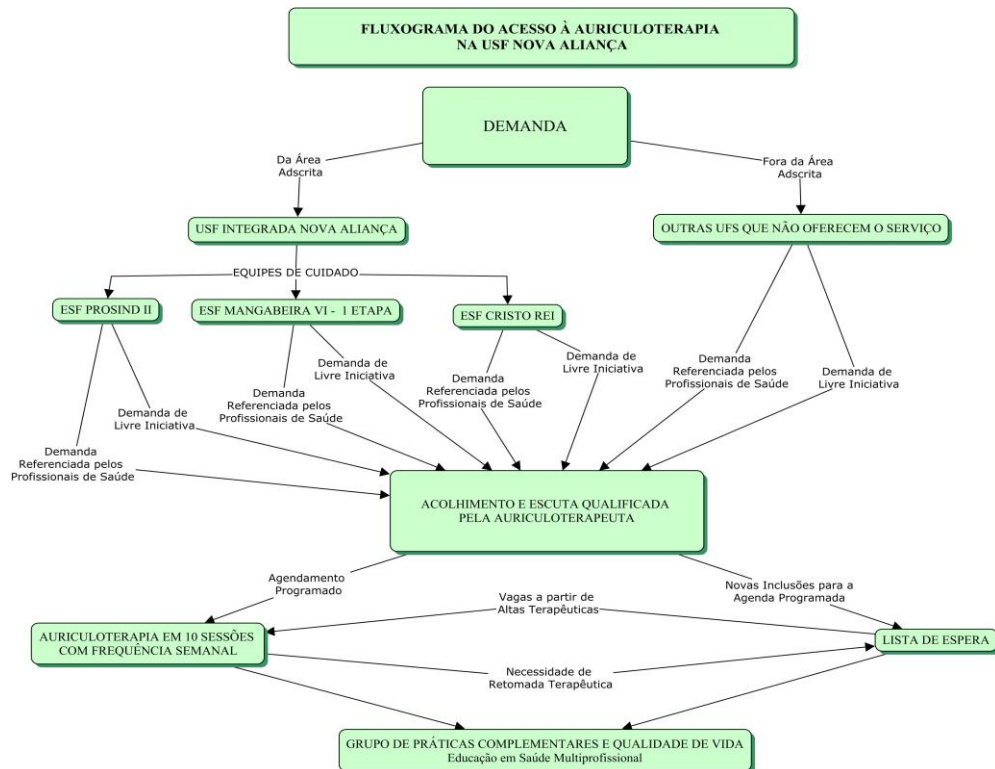 FLUXOGRAMA DO ACESSO À AURICULOTERAPIA
NA USF NOVA ALIANÇA
DEMANDA
Da Área
Adscrita
Fora da Área
Adscrita
USF INTEGRADA NOVA ALIANÇA
OUTRAS UFS QUE NÃO OFERECEM O SERVIÇO
EQUIPES DE CUIDADO
ESF PROSIND II
ESF MANGABEIRA VI - 1 ETAPA
ESF CRISTO REI
Demanda de
Livre Iniciativa
Demanda
Referenciada pelos
Profissionais de Saúde
Demanda
Referenciada pelos
Profissionais de Saúde
Demanda de
Livre Iniciativa
Demanda
Referenciada pelos
Profissionais de Saúde
Demanda de
Livre Iniciativa
Demanda
Referenciada pelos
Profissionais de Saúde
Demanda de
Livre Iniciativa
ACOLHIMENTO E ESCUTA QUALIFICADA
PELA AURICULOTERAPEUTA
Agendamento
Programado
Vagas a partir de
Altas Terapêuticas
Novas Inclusões para a
Agenda Programada
AURICULOTERAPIA EM 10 SESSÕES
COM FREQUÊNCIA SEMANAL
LISTA DE ESPERA
Necessidade de
Retomada Terapêutica
GRUPO DE PRÁTICAS COMPLEMENTARES E QUALIDADE DE VIDA
Educação em Saúde Multiprofissional